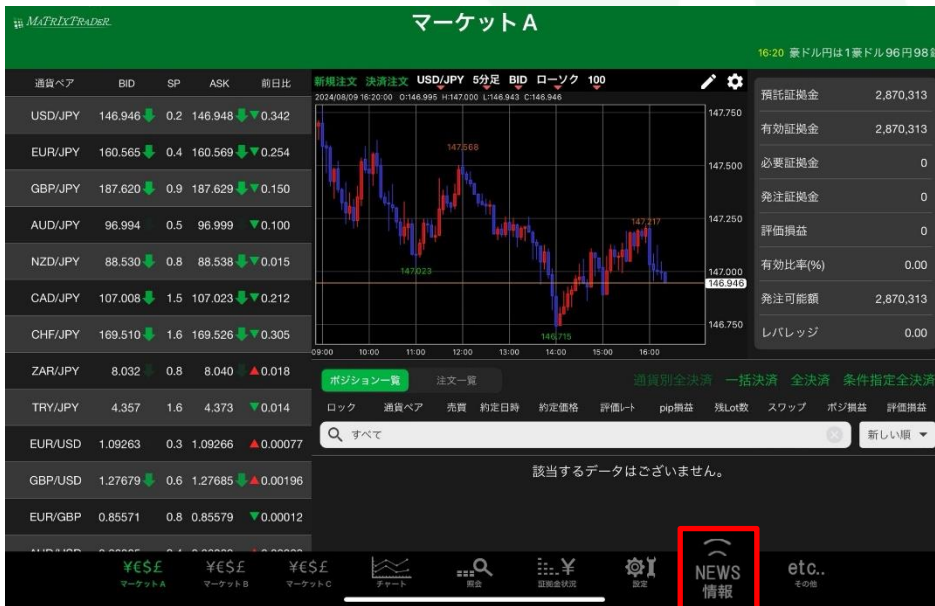 MATRIXTRADER.
マーケットA
16:20 豪ドル円は1豪ドル96円98
通貨ペア BID SP ASK 前日比
USD/JPY 146.946 0.2 146.948 ▼0.342
EUR/JPY 160.565 0.4 160.569 ▼0.254
GBP/JPY 187.620 0.9 187.629 ▼0.150
AUD/JPY 96.994 0.5 96.999 ▼0.100
NZD/JPY 88.530 0.8 88.538 ▼0.015
CAD/JPY 107.008 1.5 107.023 ▼0.212
CHF/JPY 169.510 1.6 169.526 ▼0.305
ZAR/JPY 8.032 0.8 8.040 ▲0.018
TRY/JPY 4.357 1.6 4.373 ▼0.014
EUR/USD 1.09263 0.3 1.09266 ▲0.00077
GBP/USD 1.27679 0.6 1.27685 ▲0.00196
EUR/GBP 0.85571 0.8 0.85579 ▼0.00012
新規注文 決済注文 USD/JPY 5分足 BID ローソク 100
2024/08/09 16:20:00 O:146.995 H:147.000 L:146.943 C:146.946
147.750
147.568
147.500
147.250
147.217
147.023
147.000
146.946
146.750
146.715
09:00 10:00 11:00 12:00 13:00 14:00 15:00 16:00
預託証拠金 2,870,313
有効証拠金 2,870,313
必要証拠金 0
発注証拠金 0
評価損益 0
有効比率(%) 0.00
発注可能額 2,870,313
レバレッジ 0.00
ポジション一覧 注文一覧 通貨別全決済 一括決済 全決済 条件指定全決済
ロック 通貨ペア 売買 約定日時 約定価格 評価レート pip損益 残Lot数 スワップ ポジ損益 評価損益
すべて 新しい順 ▼
該当するデータはございません。
¥€$£ マーケットA
¥€$£ マーケットB
¥€$£ マーケットC
チャート
照会
証拠金状況
設定
NEWS
情報
etc..
その他